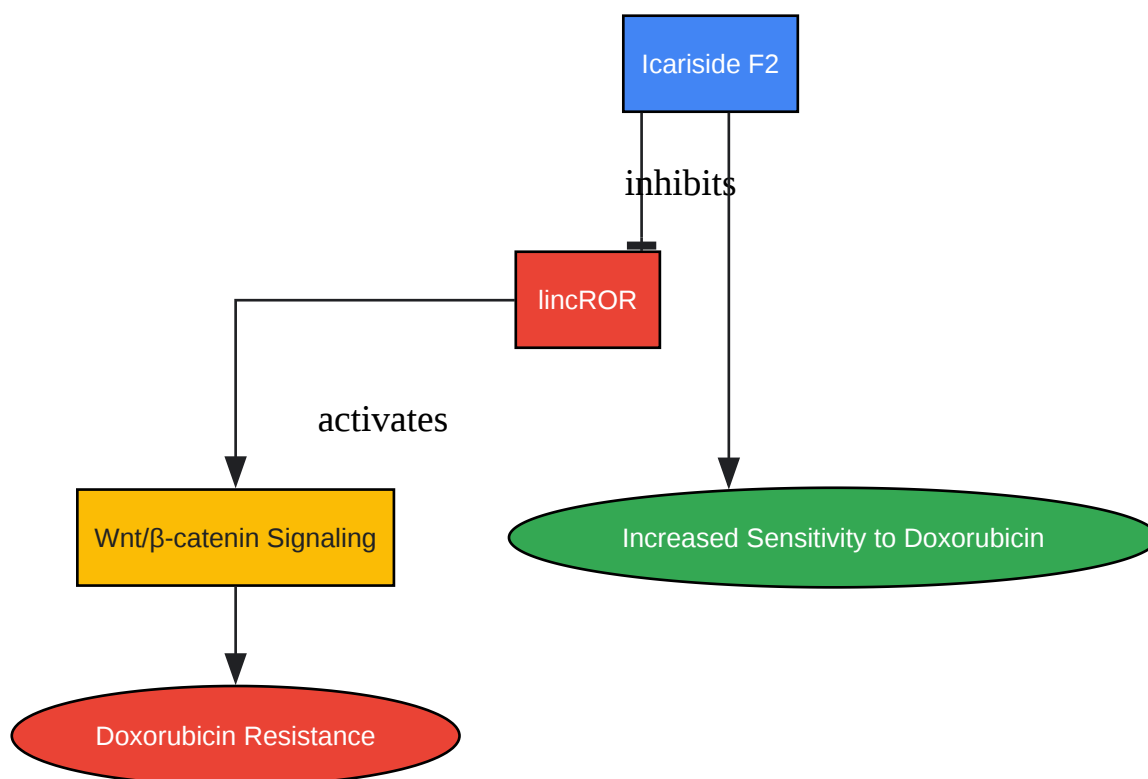 Icariside F2
inhibits
lincROR
activates
Wnt/β-catenin Signaling
Increased Sensitivity to Doxorubicin
Doxorubicin Resistance